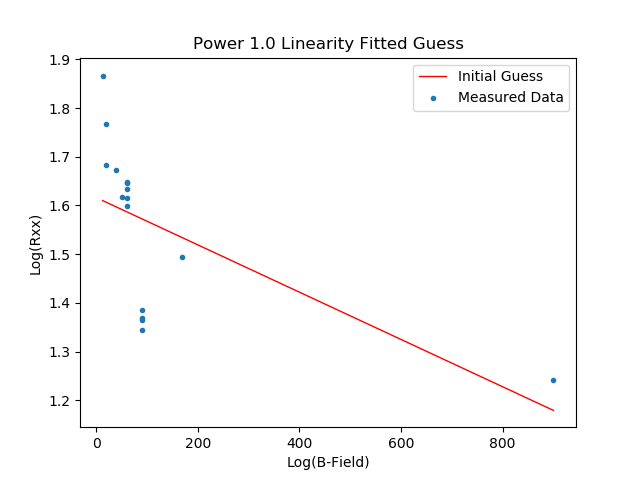 Power 1.0 Linearity Fitted Guess
Initial Guess
Measured Data
Log(Rxx)
1.9
1.8
1.7
1.6
1.5
1.4
1.3
1.2
0
200
400
600
800
Log(B-Field)